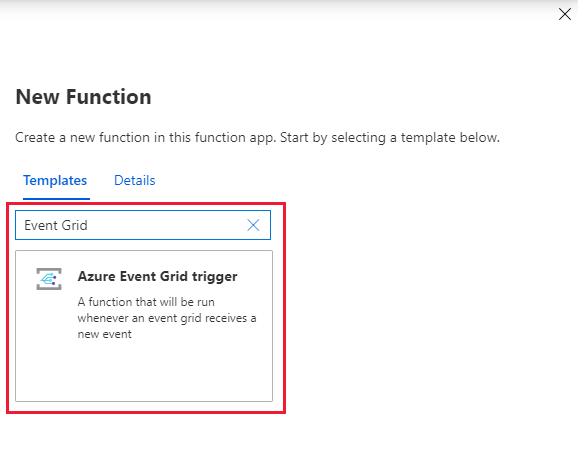 New Function
Create a new function in this function app. Start by selecting a template below.
Templates Details
Event Grid
Azure Event Grid trigger
A function that will be run
whenever an event grid receives a
new event